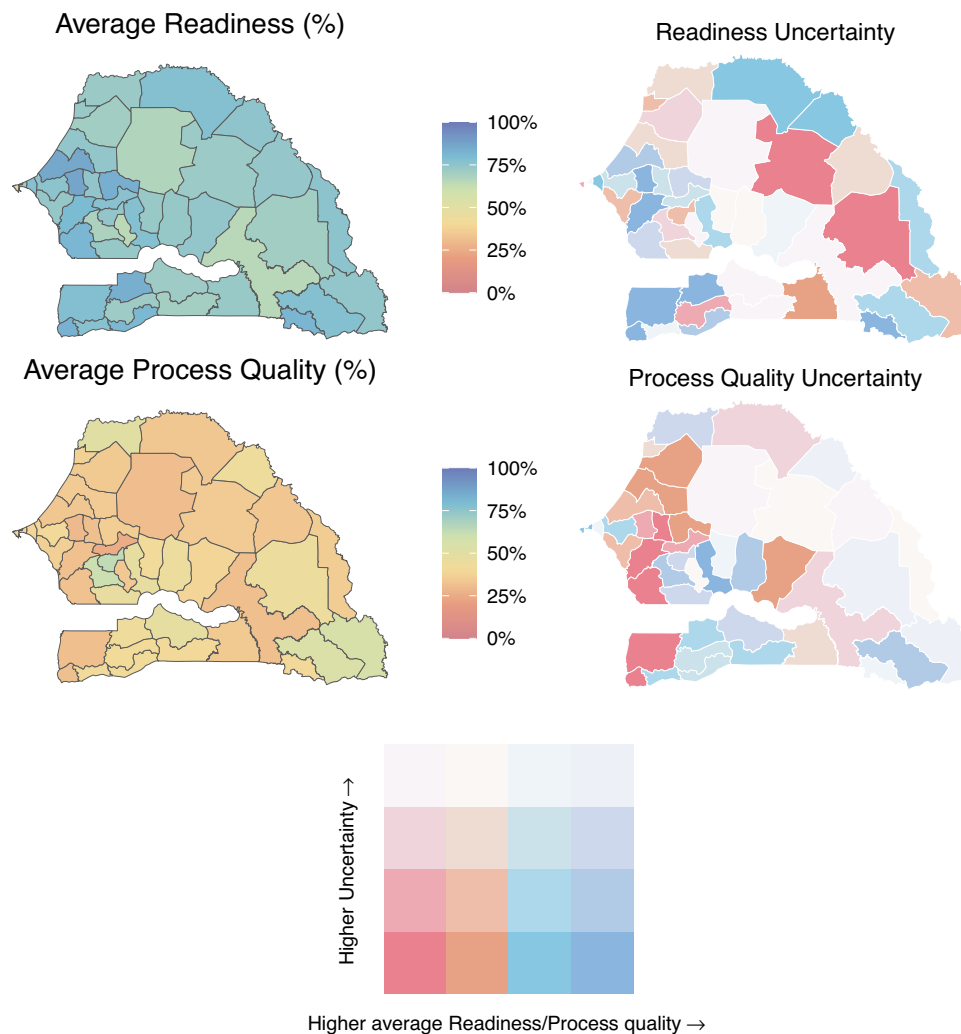 Average Readiness (%)
Readiness Uncertainty
100%
75%
50%
25%
0%
Average Process Quality (%)
Process Quality Uncertainty
100%
75%
50%
25%
0%
Higher Uncertainty →
Higher average Readiness/Process quality →